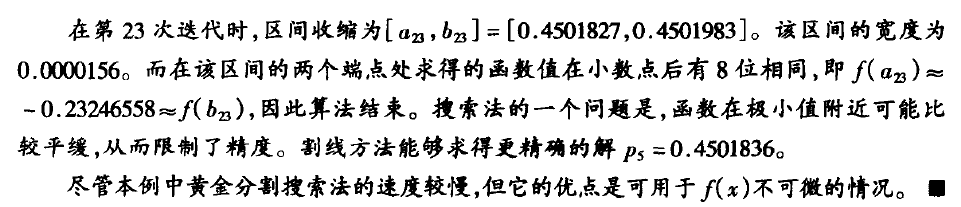 在第 23 次迭代时,区间收缩为[ a₂₃ , b₂₃ ] = [0.4501827,0.4501983]。该区间的宽度为
0.0000156。而在该区间的两个端点处求得的函数值在小数点后有 8 位相同,即 f( a₂₃ ) ≈
-0.23246558≈f( b₂₃ ),因此算法结束。搜索法的一个问题是,函数在极小值附近可能比
较平缓,从而限制了精度。割线方法能够求得更精确的解 p₅ =0.4501836。
尽管本例中黄金分割搜索法的速度较慢,但它的优点是可用于 f(x)不可微的情况。 ■